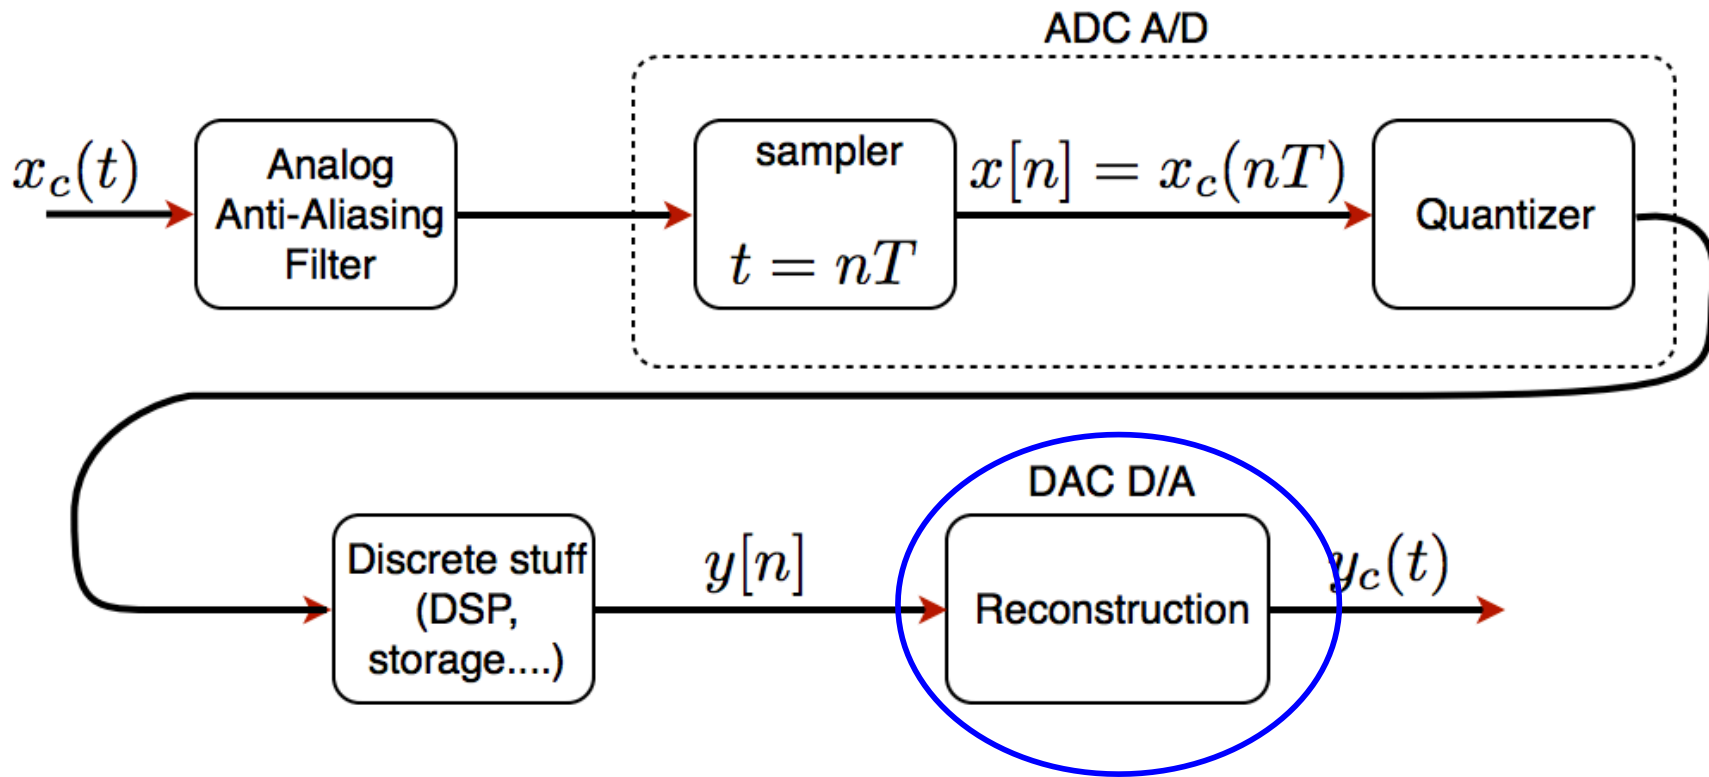 ADC A/D
x_c(t)
Analog
Anti-Aliasing
Filter
sampler
t = nT
x[n] = x_c(nT)
Quantizer
Discrete stuff
(DSP,
storage....)
y[n]
DAC D/A
Reconstruction
y_c(t)